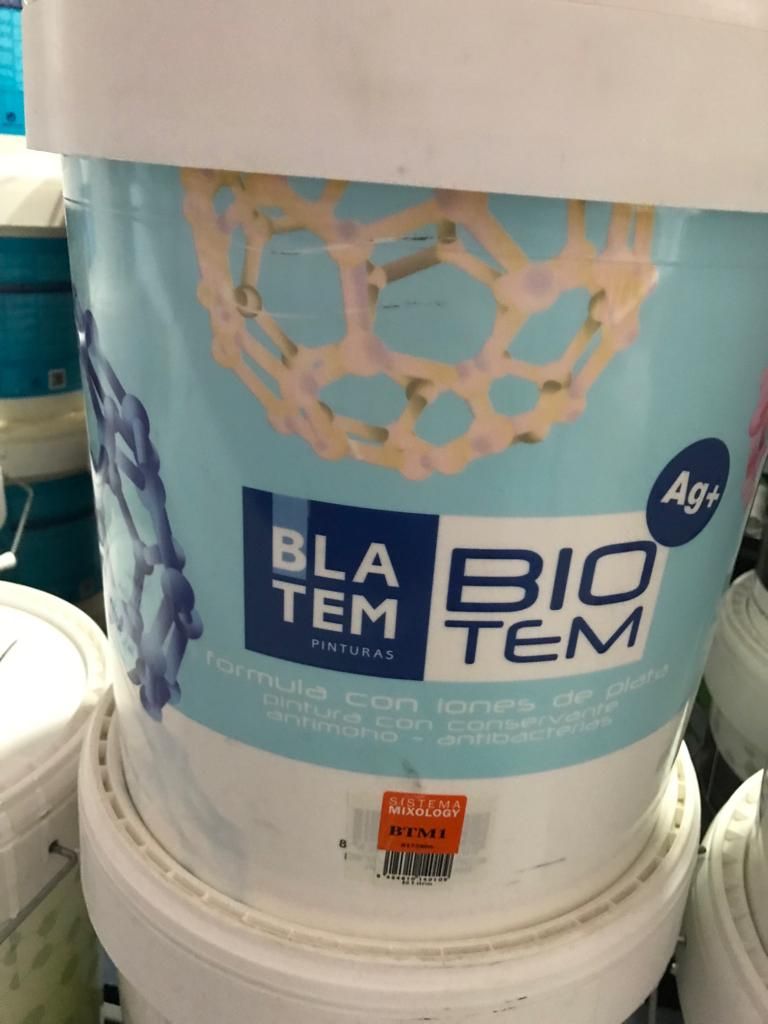 Ag+
BLA
TEM
PINTURAS
BIO
TEM
formula con iones de plata
pintura con conservante
antimoho - antibacterias
SISTEMA
MIXOLOGY
BTM1